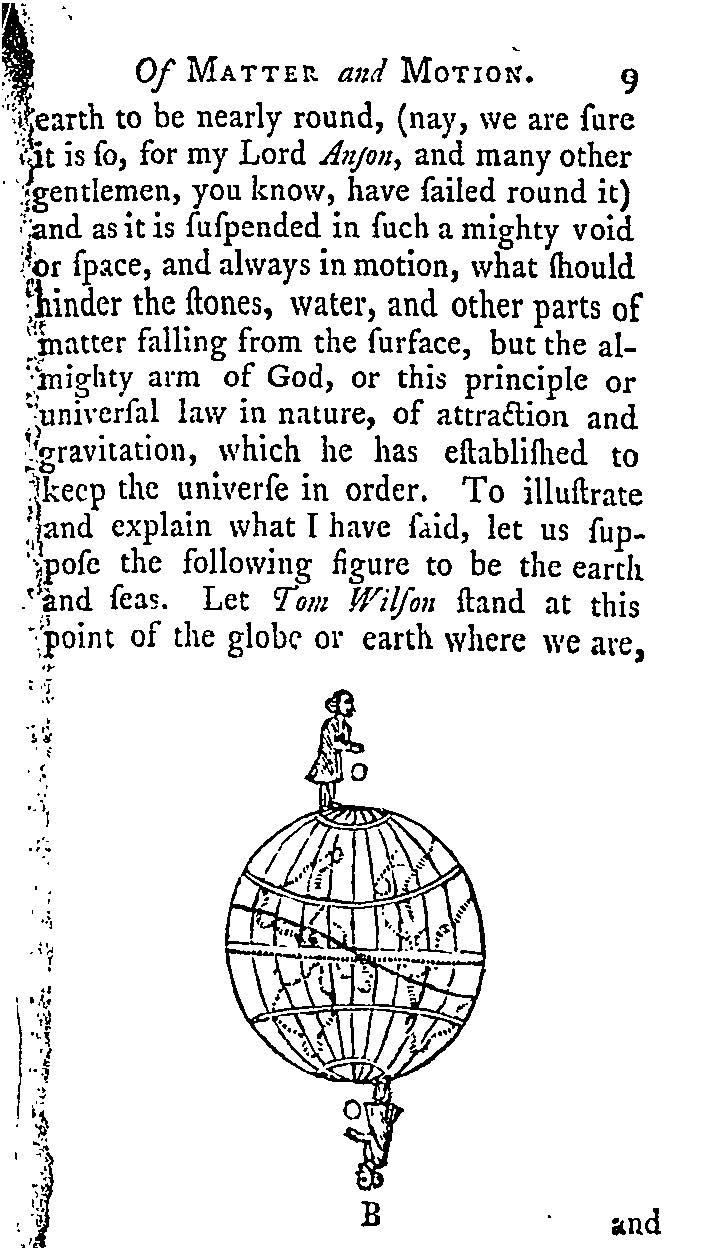 Of MATTER and MOTION. 9
earth to be nearly round, (nay, we are ſure
it is ſo, for my Lord Anſon, and many other
gentlemen, you know, have ſailed round it)
and as it is ſuſpended in ſuch a mighty void
or ſpace, and always in motion, what ſhould
hinder the ſtones, water, and other parts of
matter falling from the ſurface, but the al-
mighty arm of God, or this principle or
univerſal law in nature, of attraction and
gravitation, which he has eſtabliſhed to
keep the univerſe in order. To illuſtrate
and explain what I have ſaid, let us ſup-
poſe the following figure to be the earth
and ſeas. Let Tom Wilſon ſtand at this
point of the globe or earth where we are,
B
and